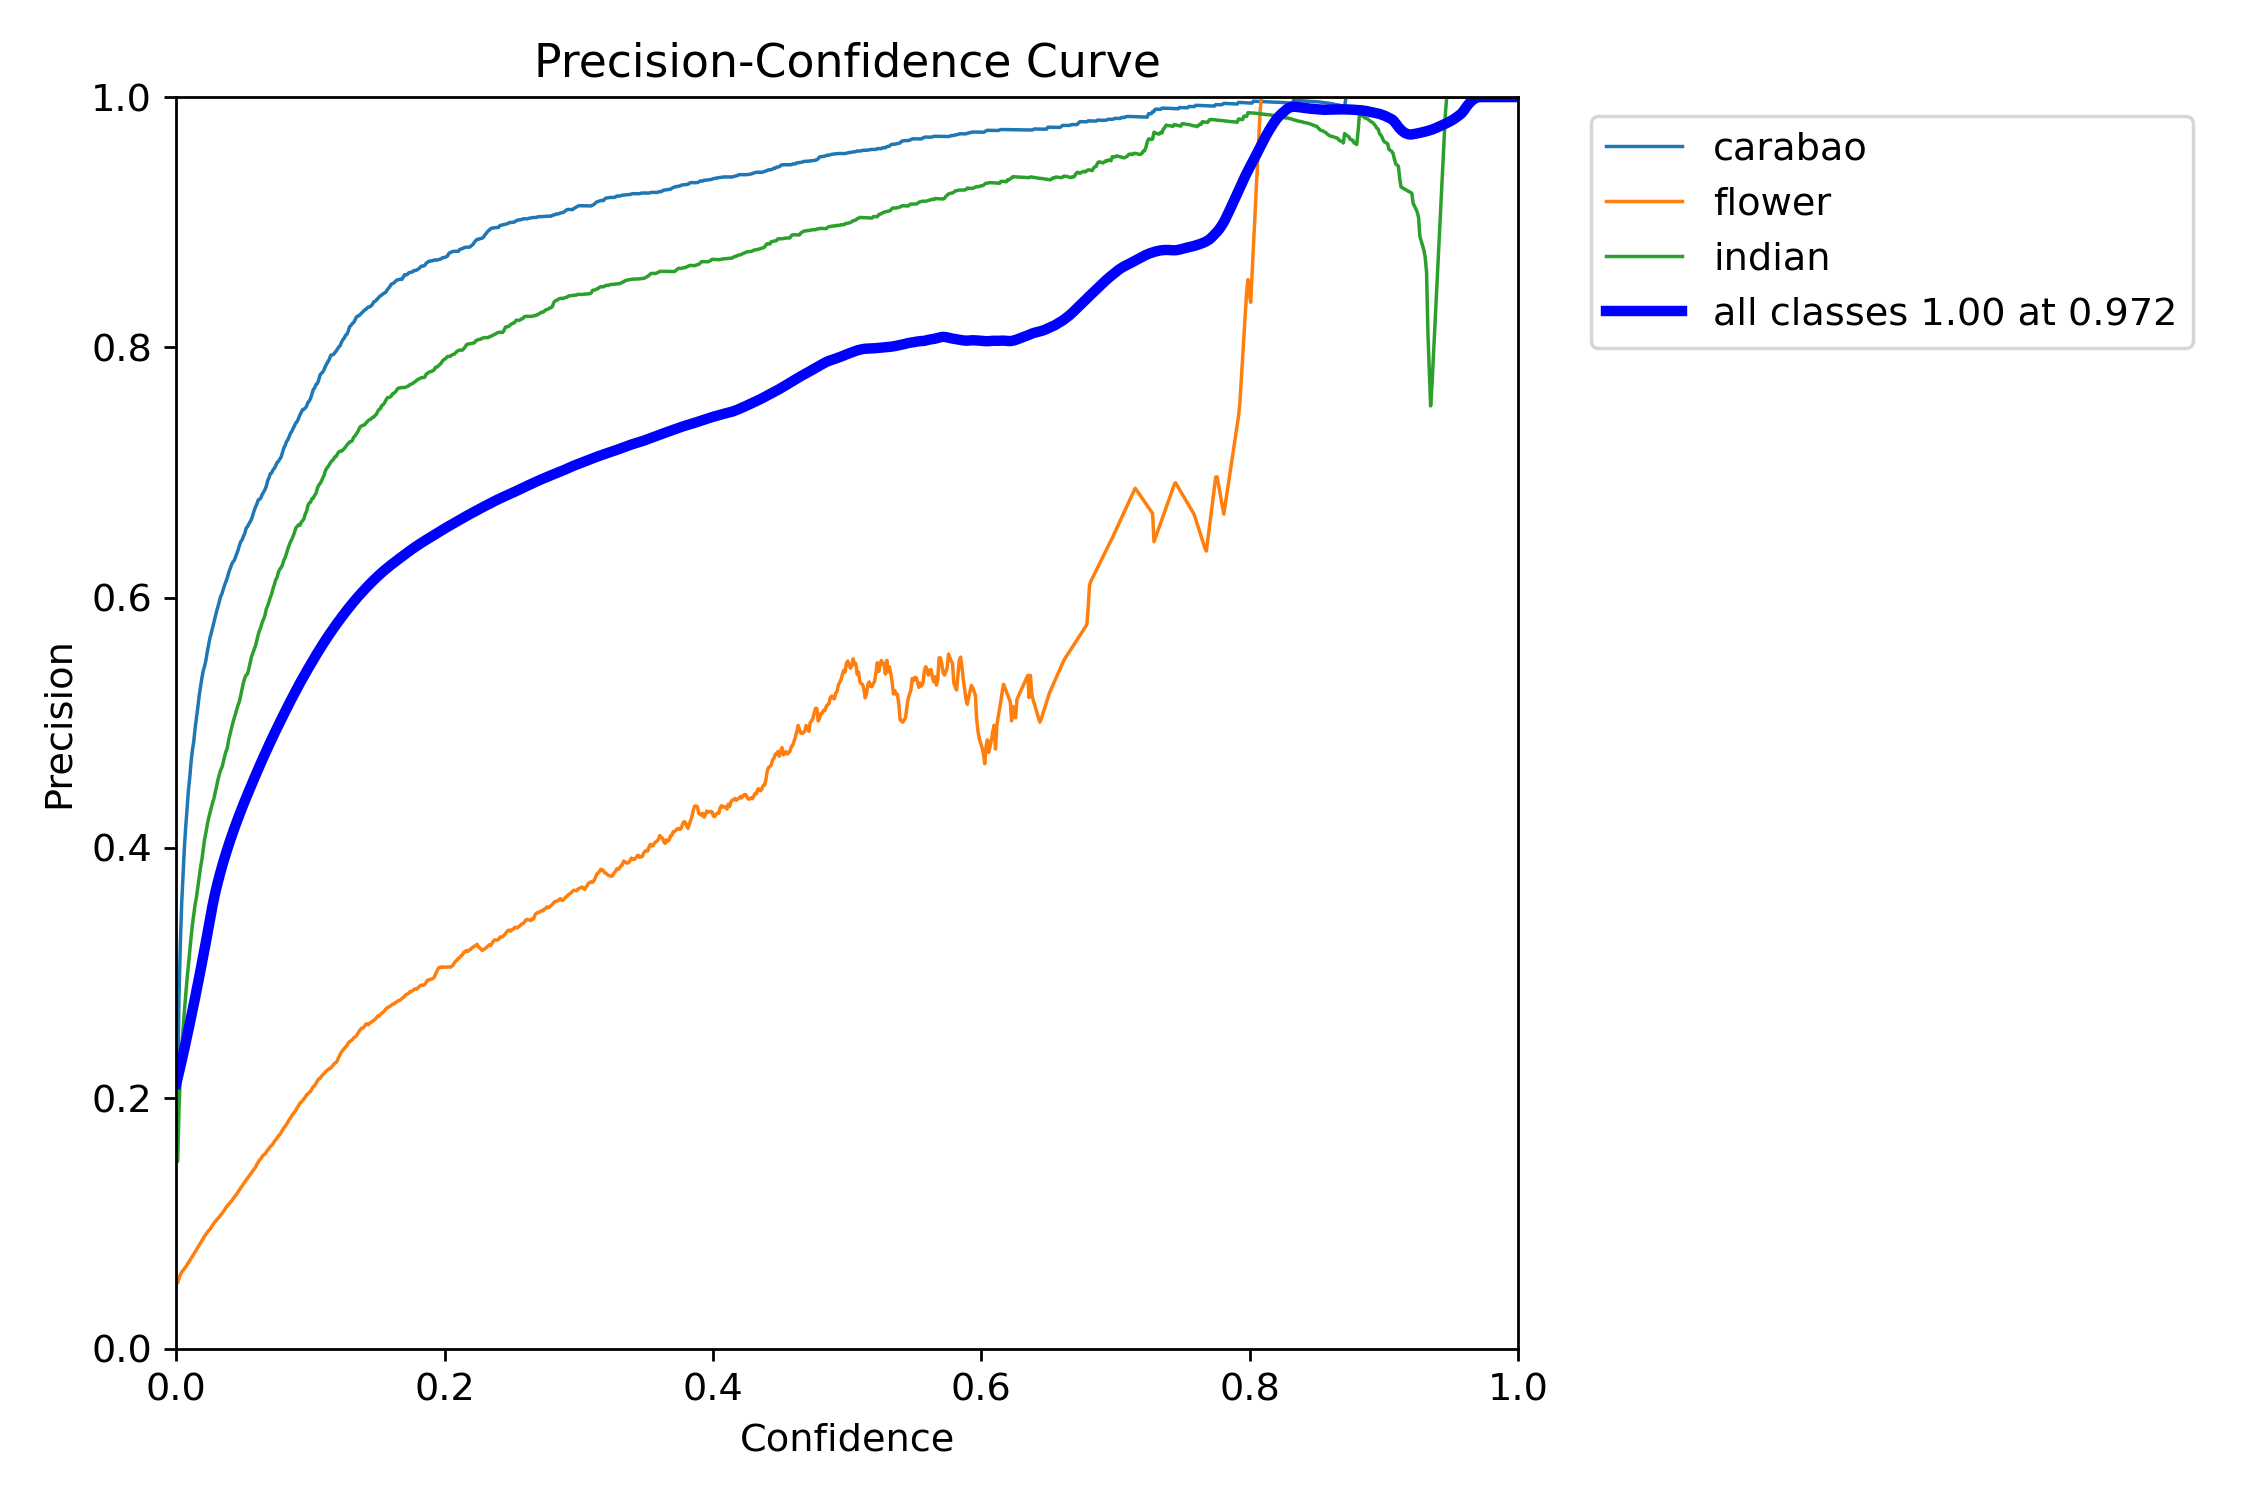 Precision-Confidence Curve
1.0
0.8
0.6
0.4
0.2
0.0
Precision
0.0 0.2 0.4 0.6 0.8 1.0
Confidence
carabao
flower
indian
all classes 1.00 at 0.972